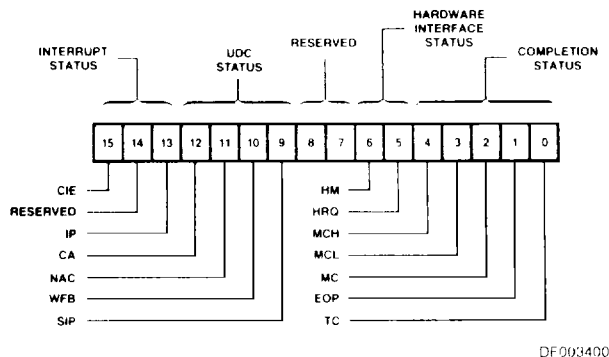 INTERRUPT
STATUS
UDC
STATUS
RESERVED
HARDWARE
INTERFACE
STATUS
COMPLETION
STATUS
15 14 13 12 11 10 9 8 7 6 5 4 3 2 1 0
CIE
RESERVED
IP
CA
NAC
WFB
SIP
HM
HRQ
MCH
MCL
MC
EOP
TC
DF003400